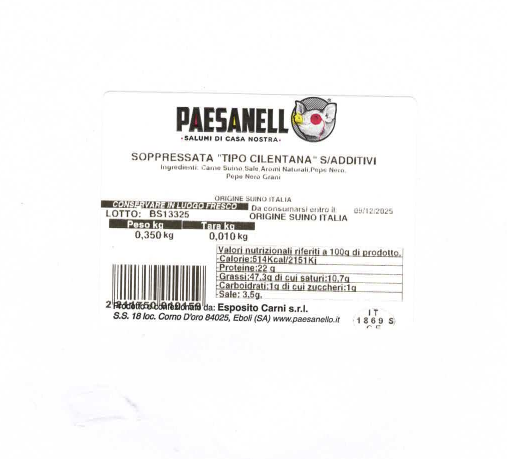 PAESANELL
-SALUMI DI CASA NOSTRA-
SOPPRESSATA "TIPO CILENTANA" S/ADDITIVI
Ingredienti: Carne Suino,Sale,Aromi Naturali,Pepe Nero,
Pepe Nero Grani
ORIGINE SUINO ITALIA
CONSERVARE IN LUOGO FRESCO Da consumarsi entro il 09/12/2025
LOTTO: BS13325 ORIGINE SUINO ITALIA
Peso kg Tara kg
0,350 kg 0,010 kg
Valori nutrizionali riferiti a 100g di prodotto.
Calorie:514Kcal/2151Kj
Proteine:22 g
Grassi:47.3g di cui saturi:10.7g
Carboidrati:1g di cui zuccheri:1g
Sale: 3,5g.
Prodotto e confezionato da: Esposito Carni s.r.l.
S.S. 18 loc. Corno D'oro 84025, Eboli (SA) www.paesanello.it
IT
1869 S